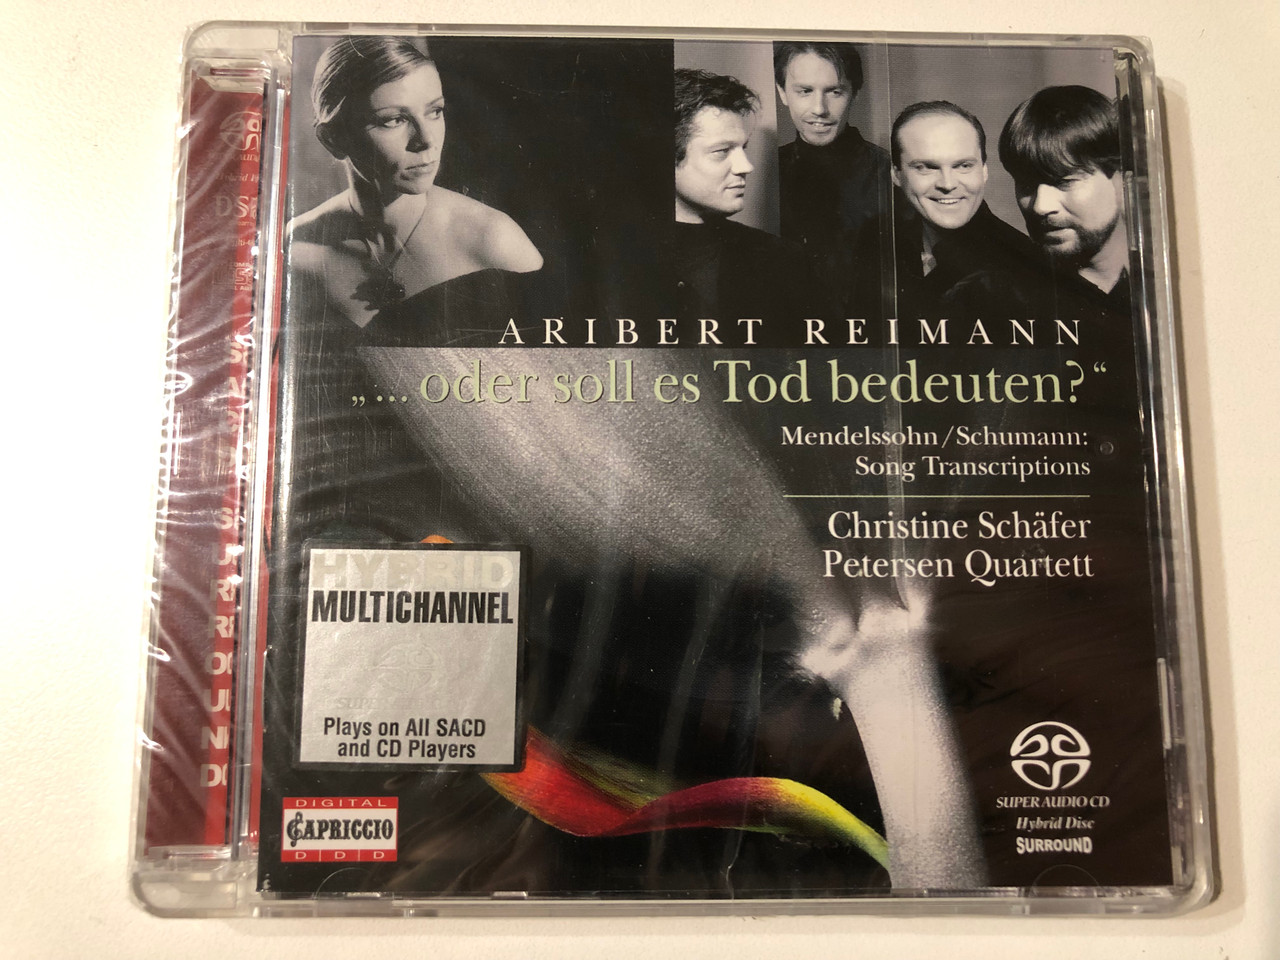 ARIBERT REIMANN
„... oder soll es Tod bedeuten?“
Mendelssohn/Schumann:
Song Transcriptions
Christine Schäfer
Petersen Quartett
HYBRID
MULTICHANNEL
Plays on All SACD
and CD Players
DIGITAL
CAPRICCIO
D D D
SUPER AUDIO CD
Hybrid Disc
SURROUND